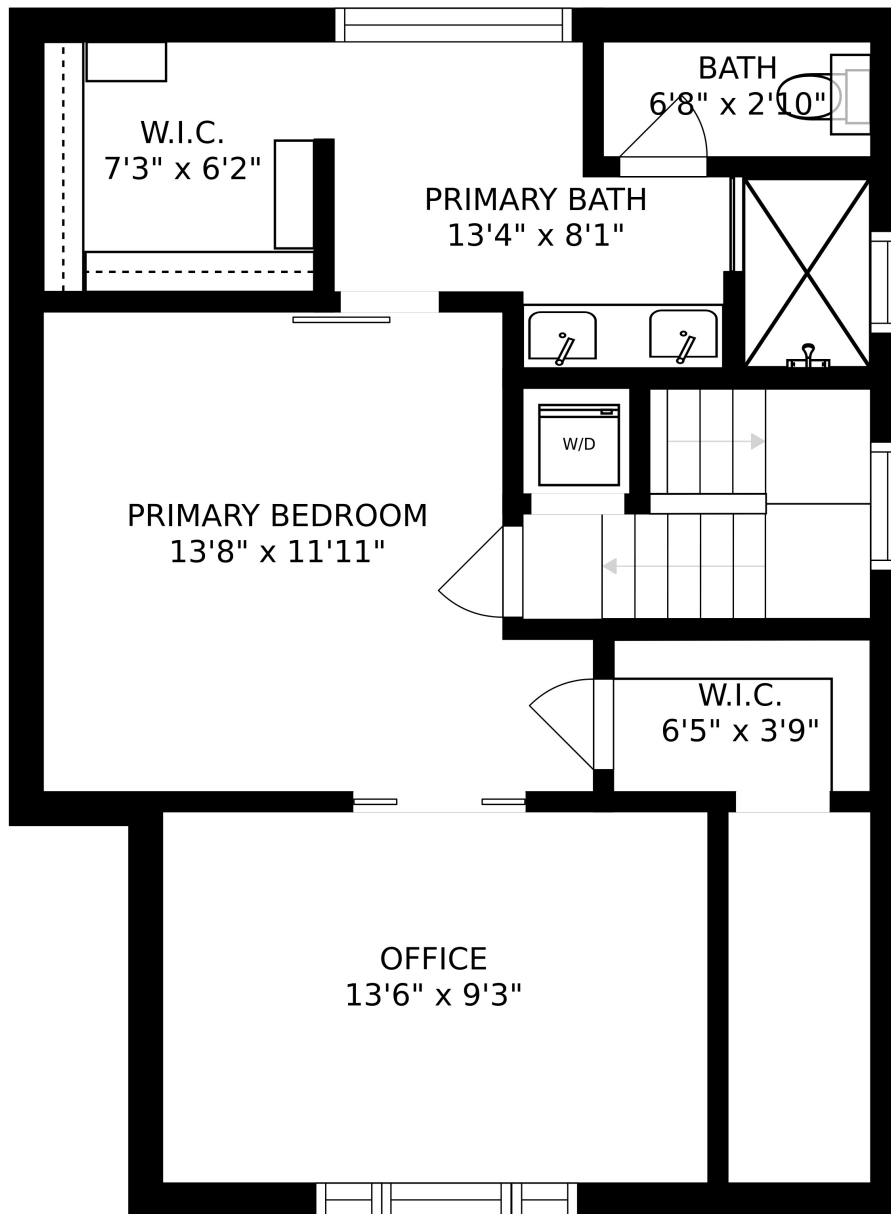 BATH
6'8" x 2'10"
W.I.C.
7'3" x 6'2"
PRIMARY BATH
13'4" x 8'1"
W/D
PRIMARY BEDROOM
13'8" x 11'11"
W.I.C.
6'5" x 3'9"
OFFICE
13'6" x 9'3"